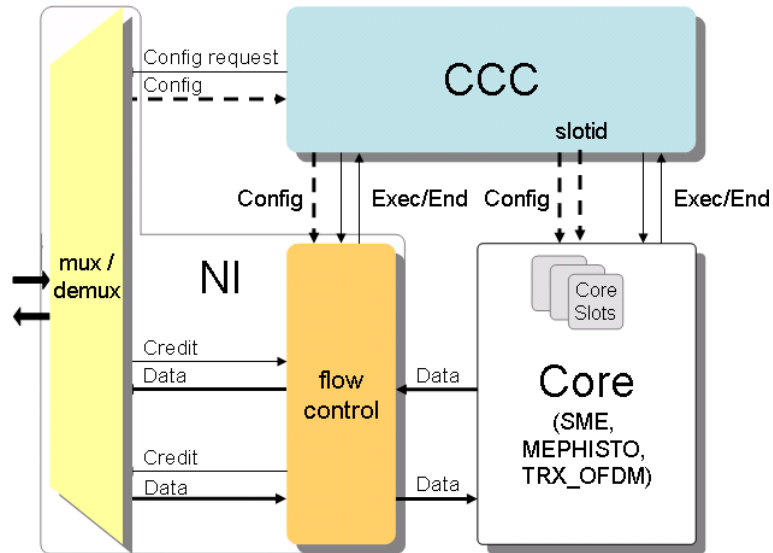 Config request
Config
CCC
slotid
Config
Exec/End
Config
Exec/End
mux /
demux
NI
Core
Slots
Credit
Data
flow
control
Data
Core
(SME,
MEPHISTO,
TRX_OFDM)
Credit
Data
Data